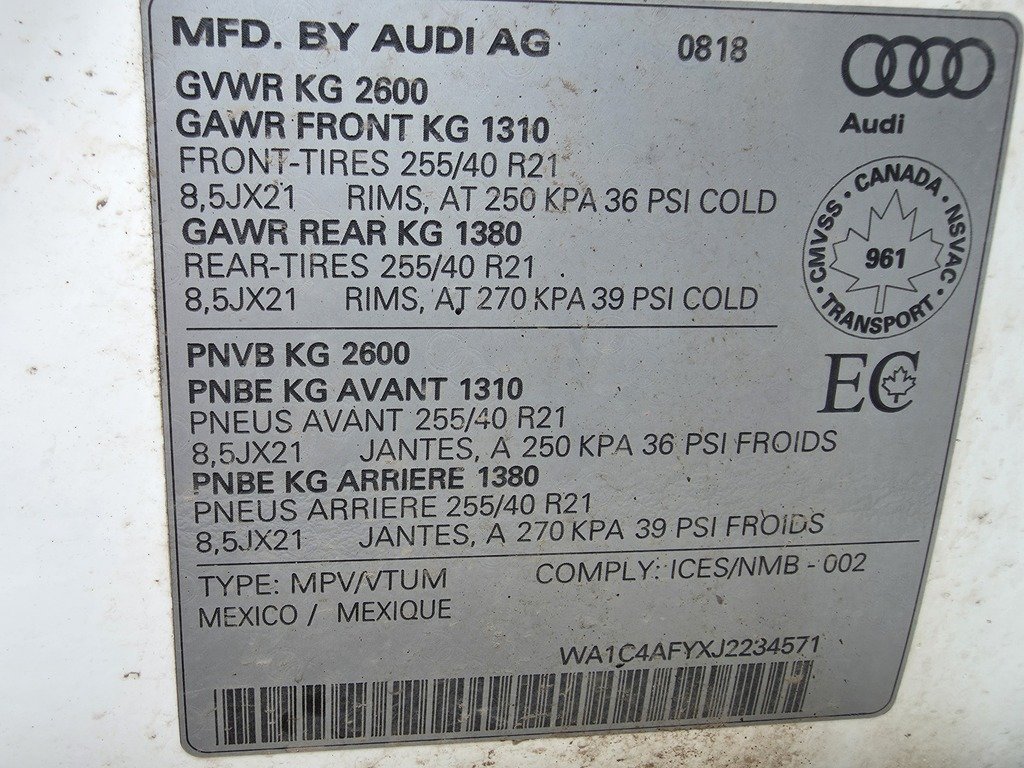 MFD. BY AUDI AG 0818
Audi
GVWR KG 2600
GAWR FRONT KG 1310
FRONT-TIRES 255/40 R21
8,5JX21 RIMS, AT 250 KPA 36 PSI COLD
GAWR REAR KG 1380
REAR-TIRES 255/40 R21
8,5JX21 RIMS, AT 270 KPA 39 PSI COLD
CMVSS · CANADA · NSVAC · TRANSPORT ·
961
EC
PNVB KG 2600
PNBE KG AVANT 1310
PNEUS AVANT 255/40 R21
8,5JX21 JANTES, A 250 KPA 36 PSI FROIDS
PNBE KG ARRIERE 1380
PNEUS ARRIERE 255/40 R21
8,5JX21 JANTES, A 270 KPA 39 PSI FROIDS
TYPE: MPV/VTUM COMPLY: ICES/NMB - 002
MEXICO / MEXIQUE
WA1C4AFYXJ2234571